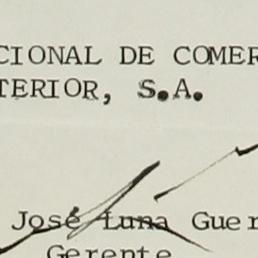 CIONAL DE COMER
TERIOR, S.A.
José Luna Guer
Gerente